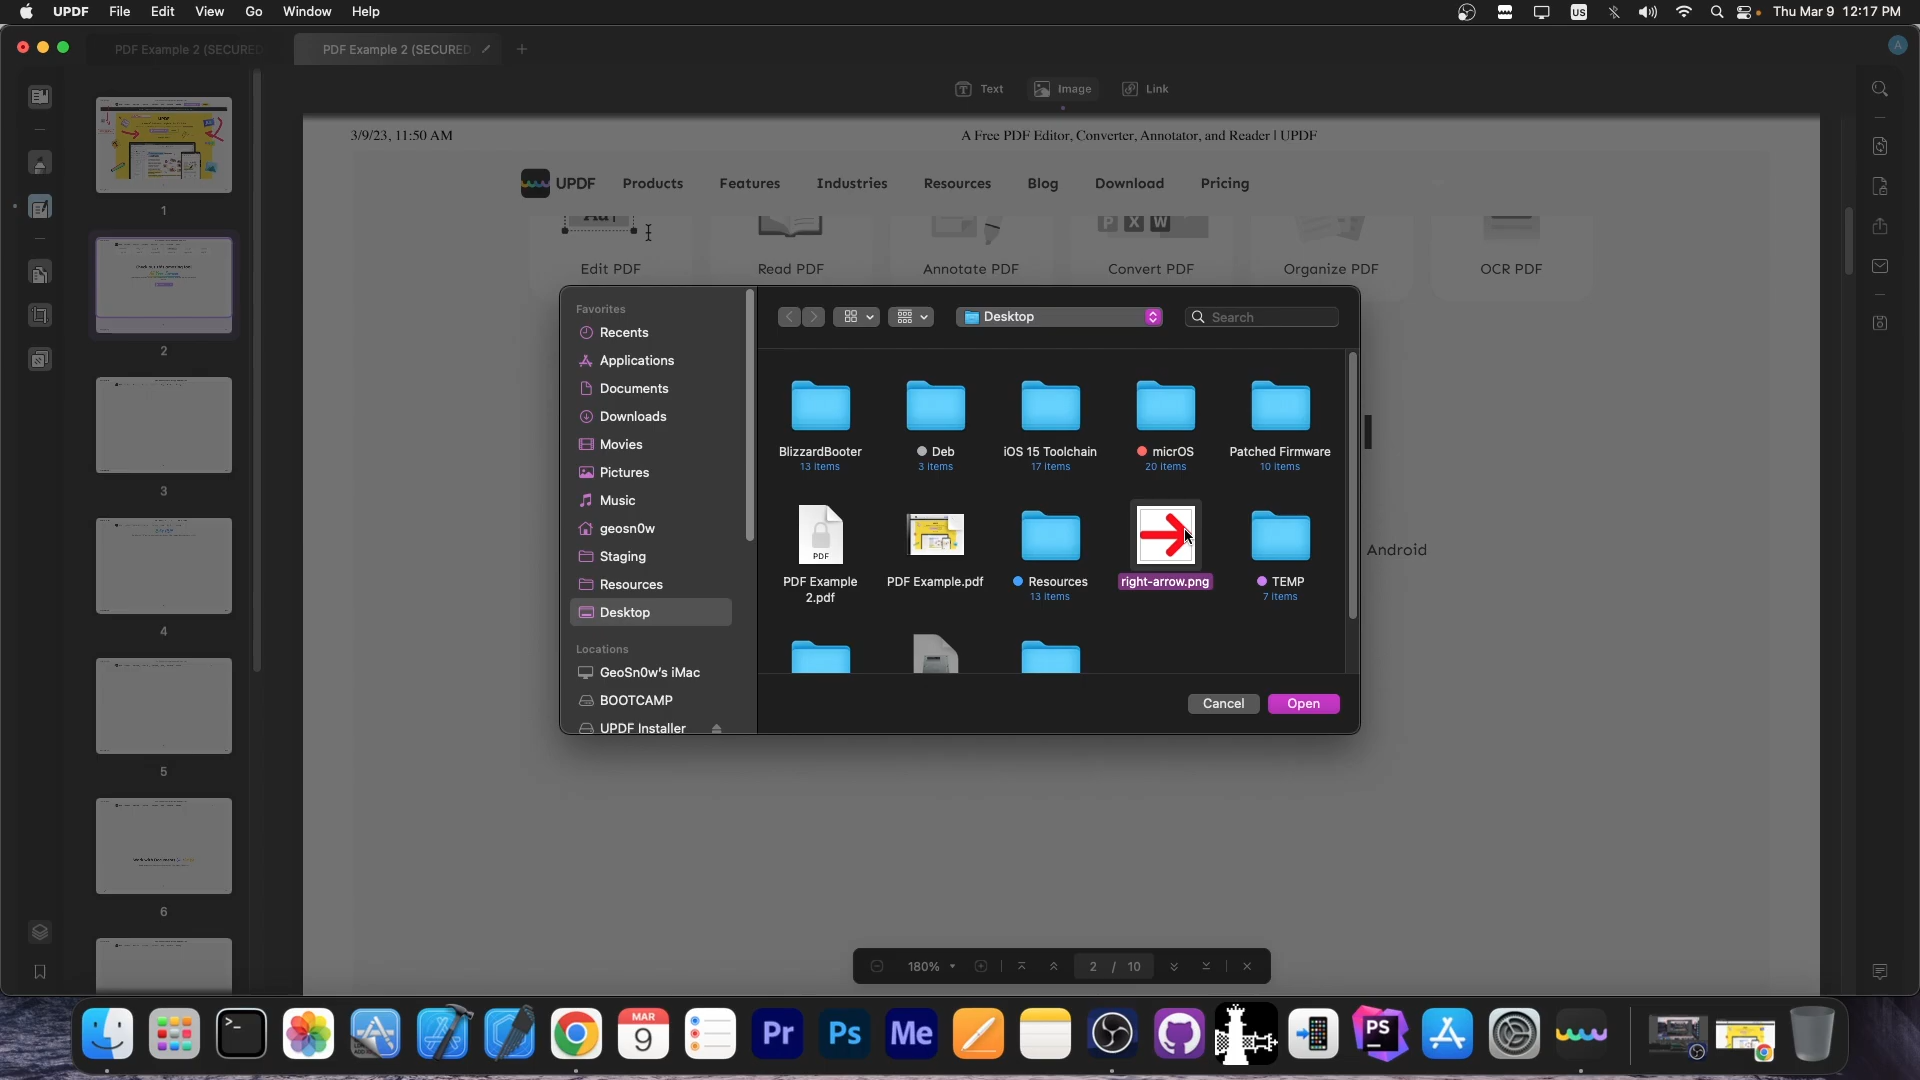 UPDF File Edit View Go Window Help
US Thu Mar 9 12:17 PM
PDF Example 2 (SECURED PDF Example 2 (SECURED A
Text Image Link
3/9/23, 11:50 AM A Free PDF Editor, Converter, Annotator, and Reader | UPDF
UPDF Products Features Industries Resources Blog Download Pricing
P X W
Edit PDF Read PDF Annotate PDF Convert PDF Organize PDF OCR PDF
Favorites
Recents
Applications
Documents
Downloads
Movies
Pictures
Music
geosn0w
Staging
Resources
Desktop
Locations
GeoSn0w's iMac
BOOTCAMP
UPDF Installer
Desktop Search
BlizzardBooter Deb iOS 15 Toolchain micrOS Patched Firmware
13 items 3 items 17 items 20 items 10 items
PDF
PDF Example PDF Example.pdf Resources right-arrow.png TEMP
2.pdf 13 items 7 items
Cancel Open
Android
1
2
3
4
5
6
180% 2 / 10
MAR
9
Pr Ps Me PS